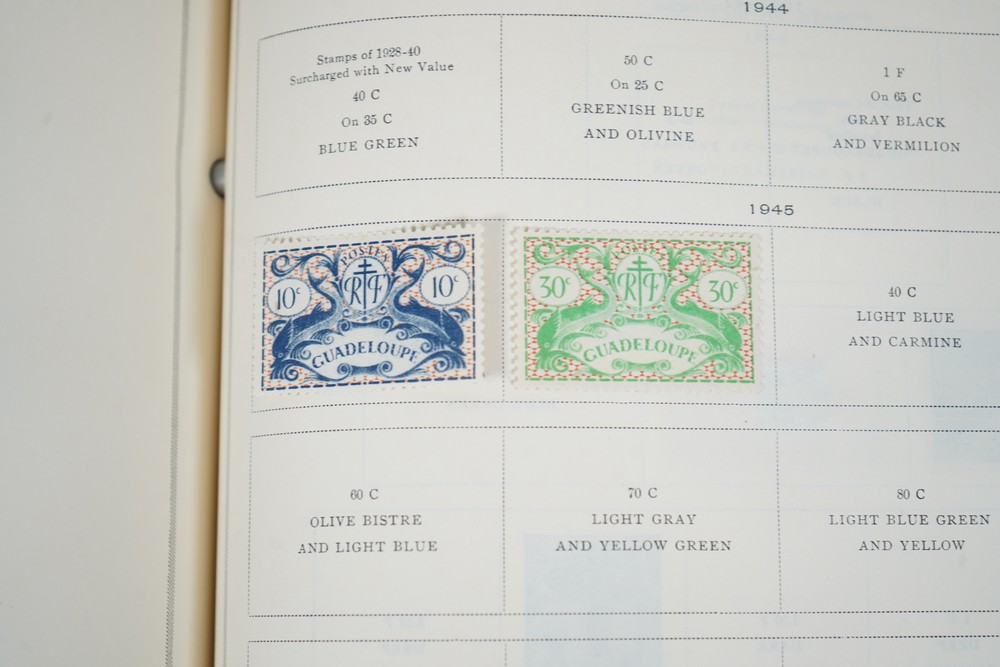 1944
Stamps of 1928-40
Surcharged with New Value
40 C
On 35 C
BLUE GREEN
50 C
On 25 C
GREENISH BLUE
AND OLIVINE
1 F
On 65 C
GRAY BLACK
AND VERMILION
1945
POSTES
10c
RF
10c
GUADELOUPE
POSTES
30c
RF
30c
GUADELOUPE
40 C
LIGHT BLUE
AND CARMINE
60 C
OLIVE BISTRE
AND LIGHT BLUE
70 C
LIGHT GRAY
AND YELLOW GREEN
80 C
LIGHT BLUE GREEN
AND YELLOW